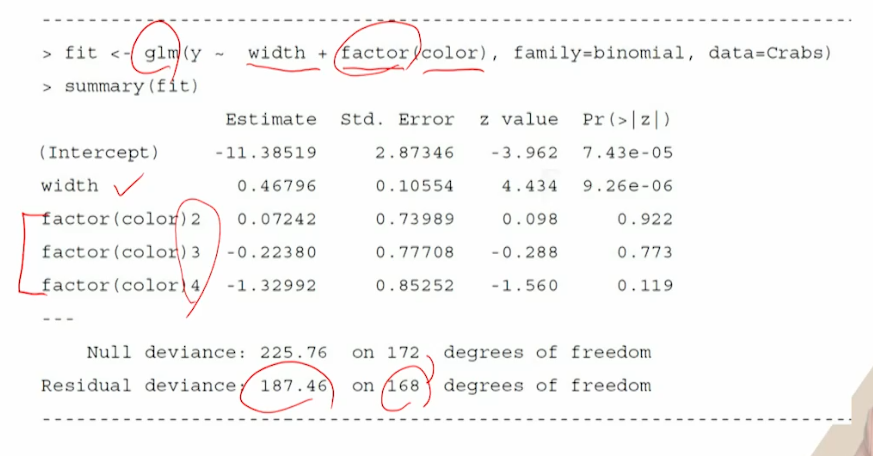 > fit <- glm(y ~ width + factor(color), family=binomial, data=Crabs)
> summary(fit)
Estimate Std. Error z value Pr(>|z|)
(Intercept) -11.38519 2.87346 -3.962 7.43e-05
width 0.46796 0.10554 4.434 9.26e-06
factor(color)2 0.07242 0.73989 0.098 0.922
factor(color)3 -0.22380 0.77708 -0.288 0.773
factor(color)4 -1.32992 0.85252 -1.560 0.119
---
Null deviance: 225.76 on 172 degrees of freedom
Residual deviance: 187.46 on 168 degrees of freedom